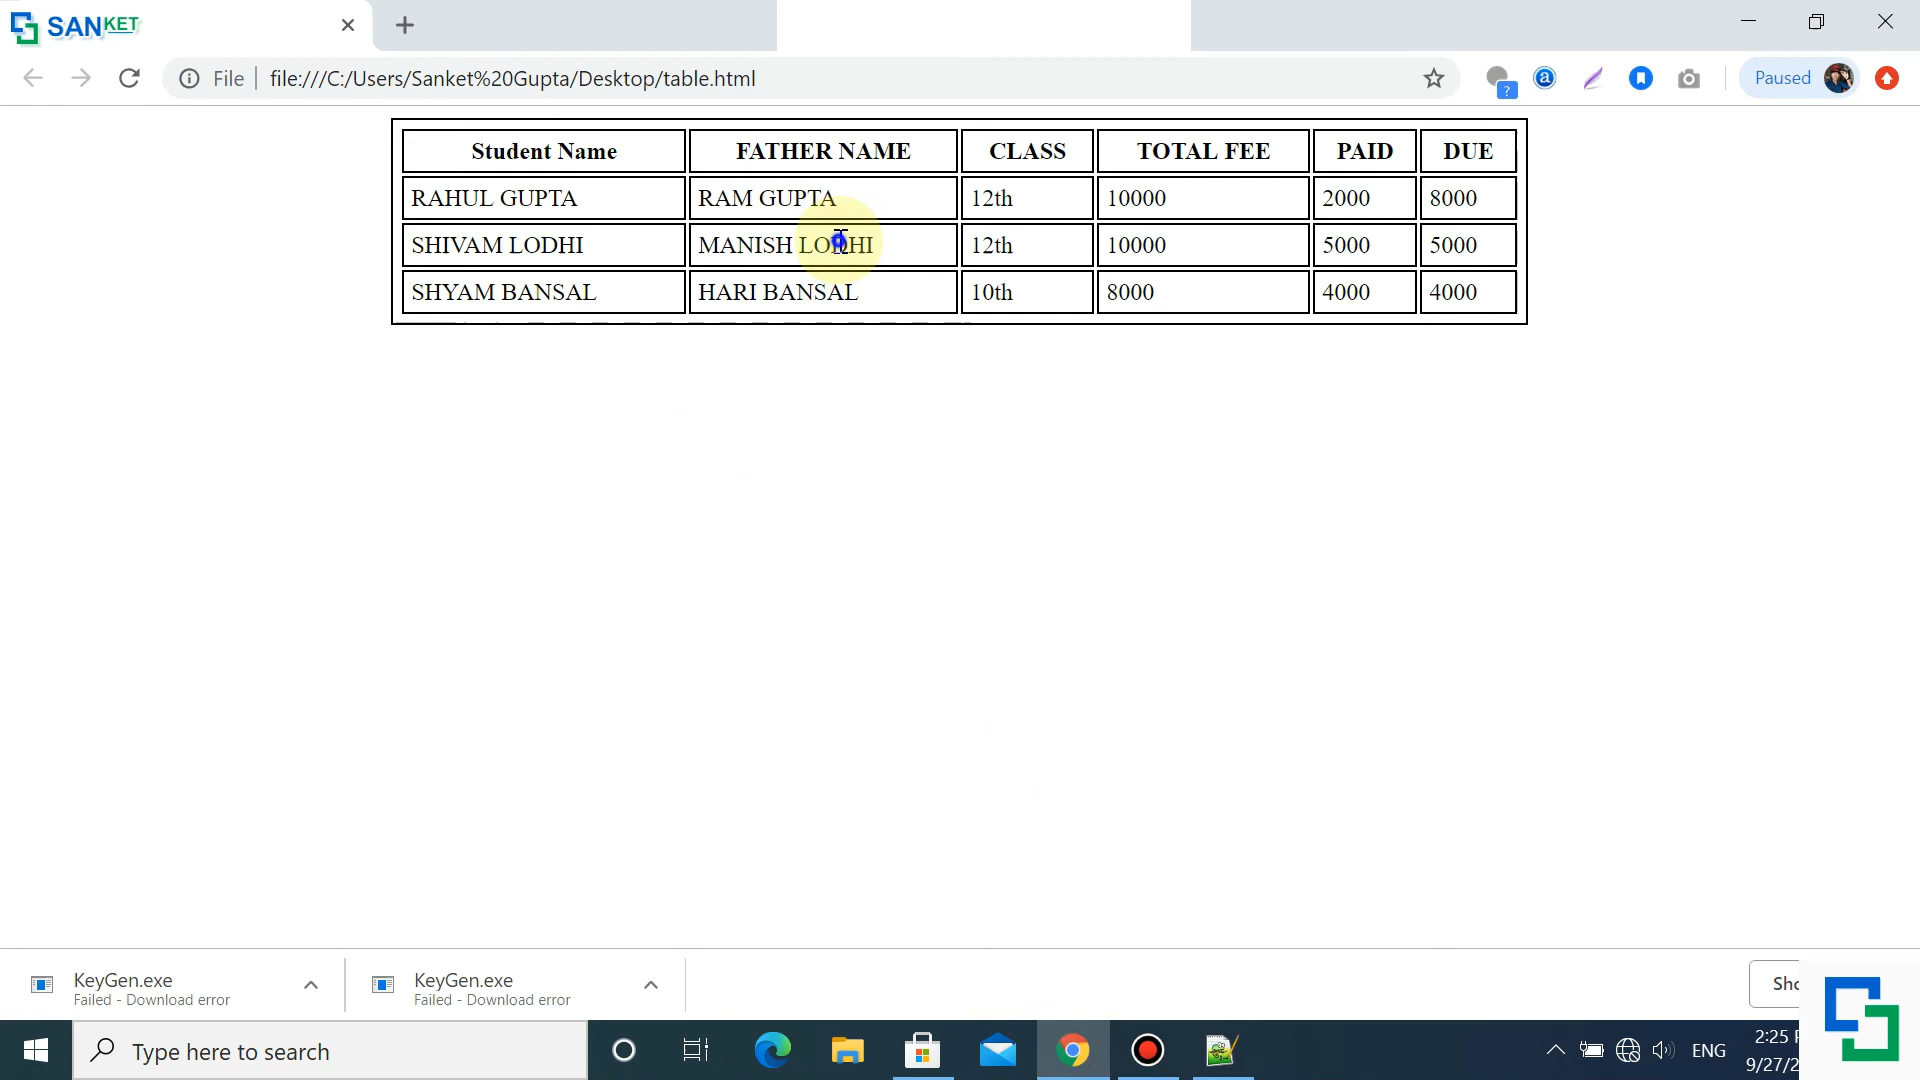 SANKET
File file:///C:/Users/Sanket%20Gupta/Desktop/table.html
Paused
Student Name FATHER NAME CLASS TOTAL FEE PAID DUE
RAHUL GUPTA RAM GUPTA 12th 10000 2000 8000
SHIVAM LODHI MANISH LODHI 12th 10000 5000 5000
SHYAM BANSAL HARI BANSAL 10th 8000 4000 4000
KeyGen.exe KeyGen.exe
Failed - Download error Failed - Download error
Type here to search
ENG
2:25
9/27/2